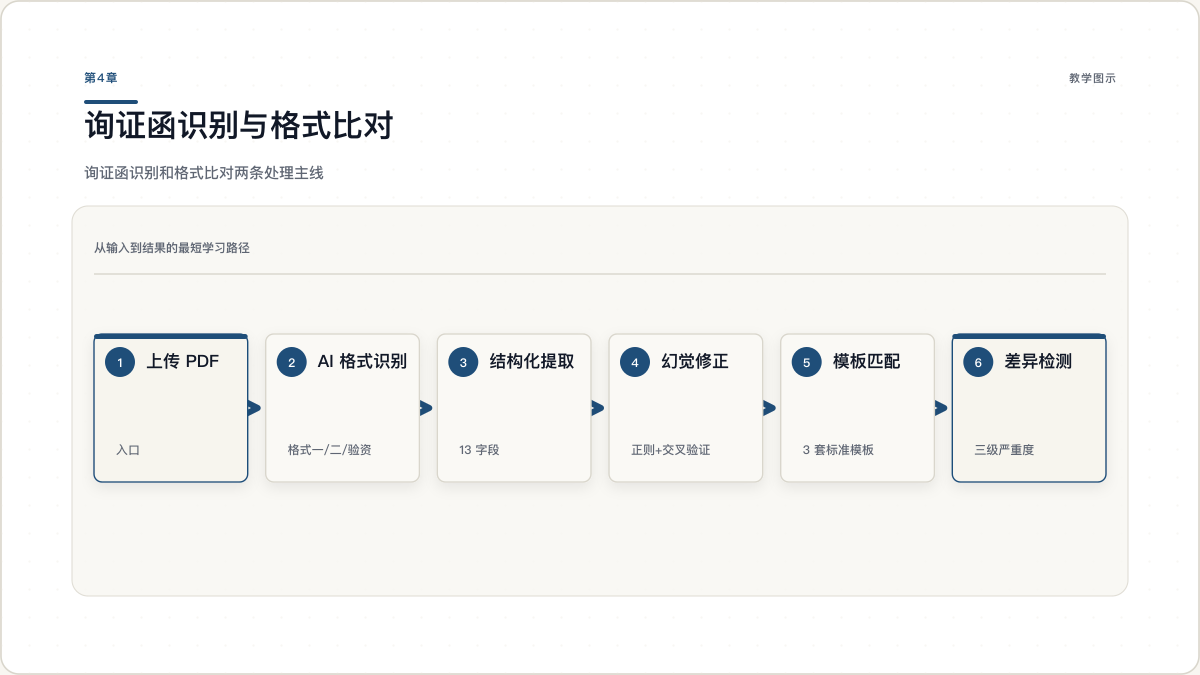 第4章
教学图示
询证函识别与格式比对
询证函识别和格式比对两条处理主线
从输入到结果的最短学习路径
1 上传 PDF
入口
2 AI 格式识别
格式一/二/验资
3 结构化提取
13 字段
4 幻觉修正
正则+交叉验证
5 模板匹配
3 套标准模板
6 差异检测
三级严重度